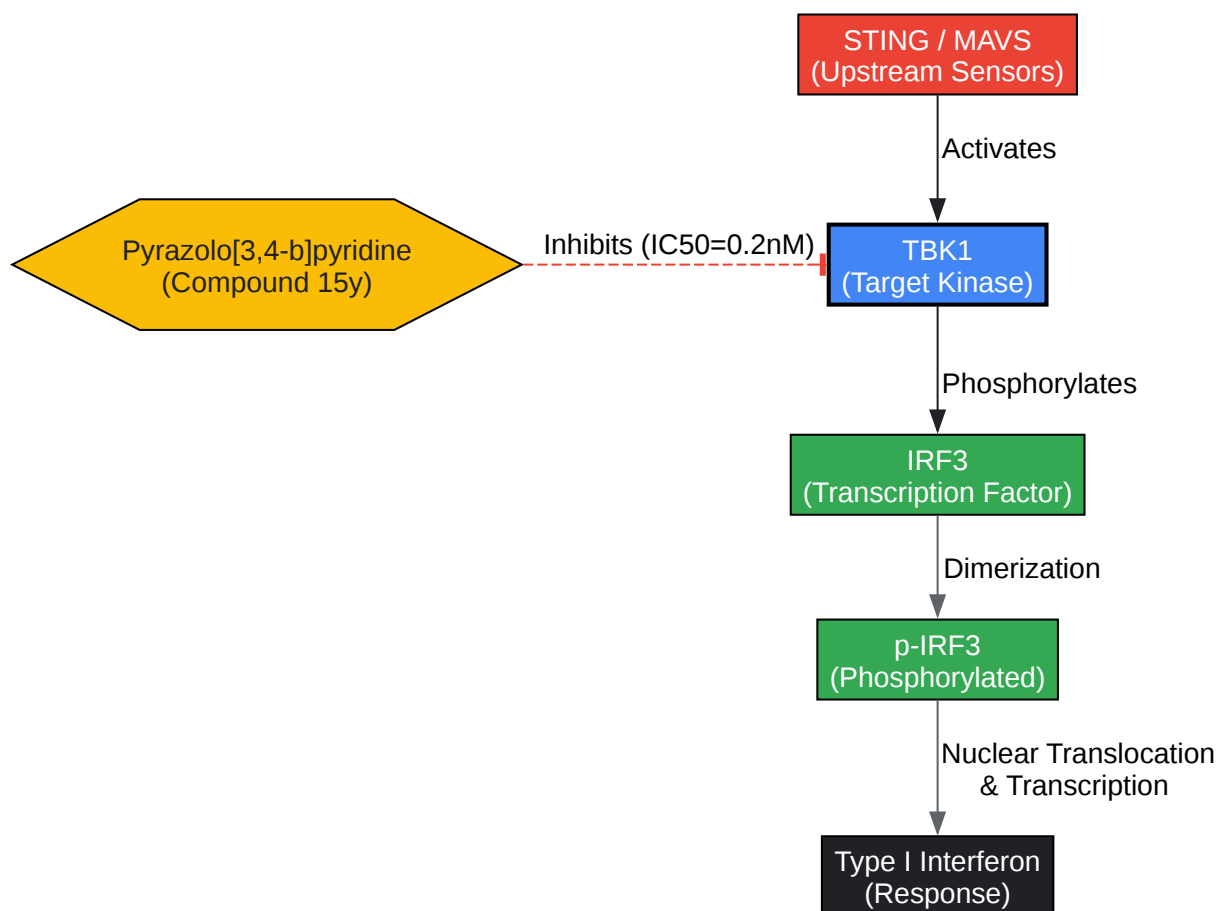 STING / MAVS
(Upstream Sensors)
Activates
Pyrazolo[3,4-b]pyridine
(Compound 15y)
Inhibits (IC50=0.2nM)
TBK1
(Target Kinase)
Phosphorylates
IRF3
(Transcription Factor)
Dimerization
p-IRF3
(Phosphorylated)
Nuclear Translocation
& Transcription
Type I Interferon
(Response)